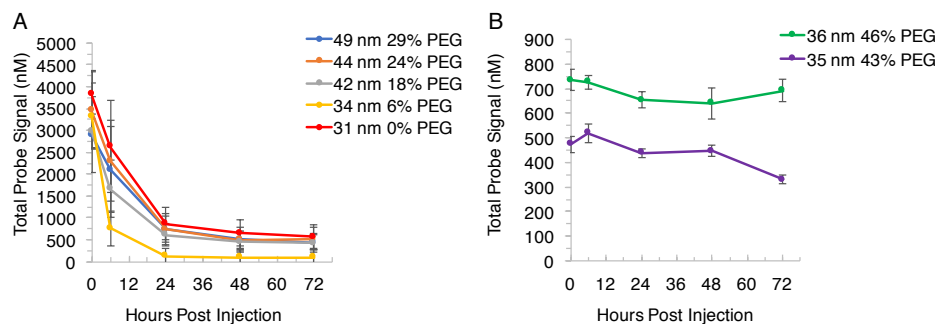 A
Total Probe Signal (nM)
5000
4500
4000
3500
3000
2500
2000
1500
1000
500
0
0 12 24 36 48 60 72
Hours Post Injection
49 nm 29% PEG
44 nm 24% PEG
42 nm 18% PEG
34 nm 6% PEG
31 nm 0% PEG
B
Total Probe Signal (nM)
900
800
700
600
500
400
300
200
100
0
0 12 24 36 48 60 72
Hours Post Injection
36 nm 46% PEG
35 nm 43% PEG